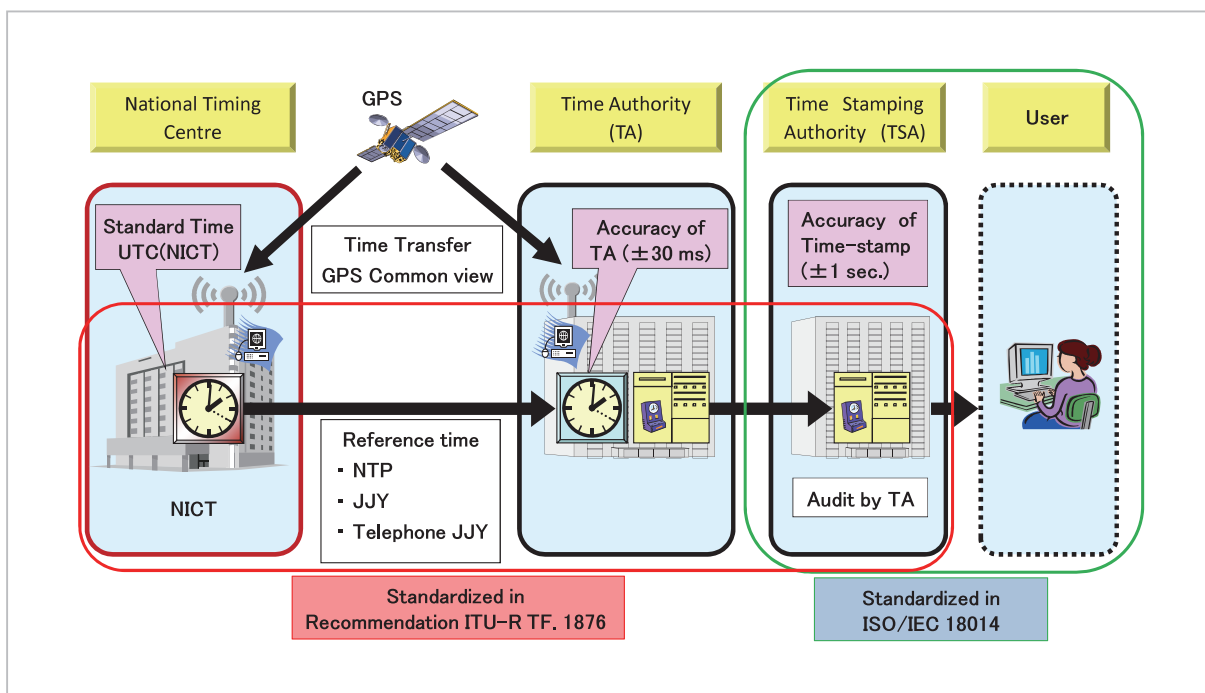 National Timing
Centre
GPS
Time Authority
(TA)
Time Stamping
Authority (TSA)
User
Standard Time
UTC(NICT)
Time Transfer
GPS Common view
Accuracy of
TA (±30 ms)
Accuracy of
Time-stamp
(±1 sec.)
Reference time
・ NTP
・ JJY
・ Telephone JJY
NICT
Audit by TA
Standardized in
Recommendation ITU-R TF. 1876
Standardized in
ISO/IEC 18014